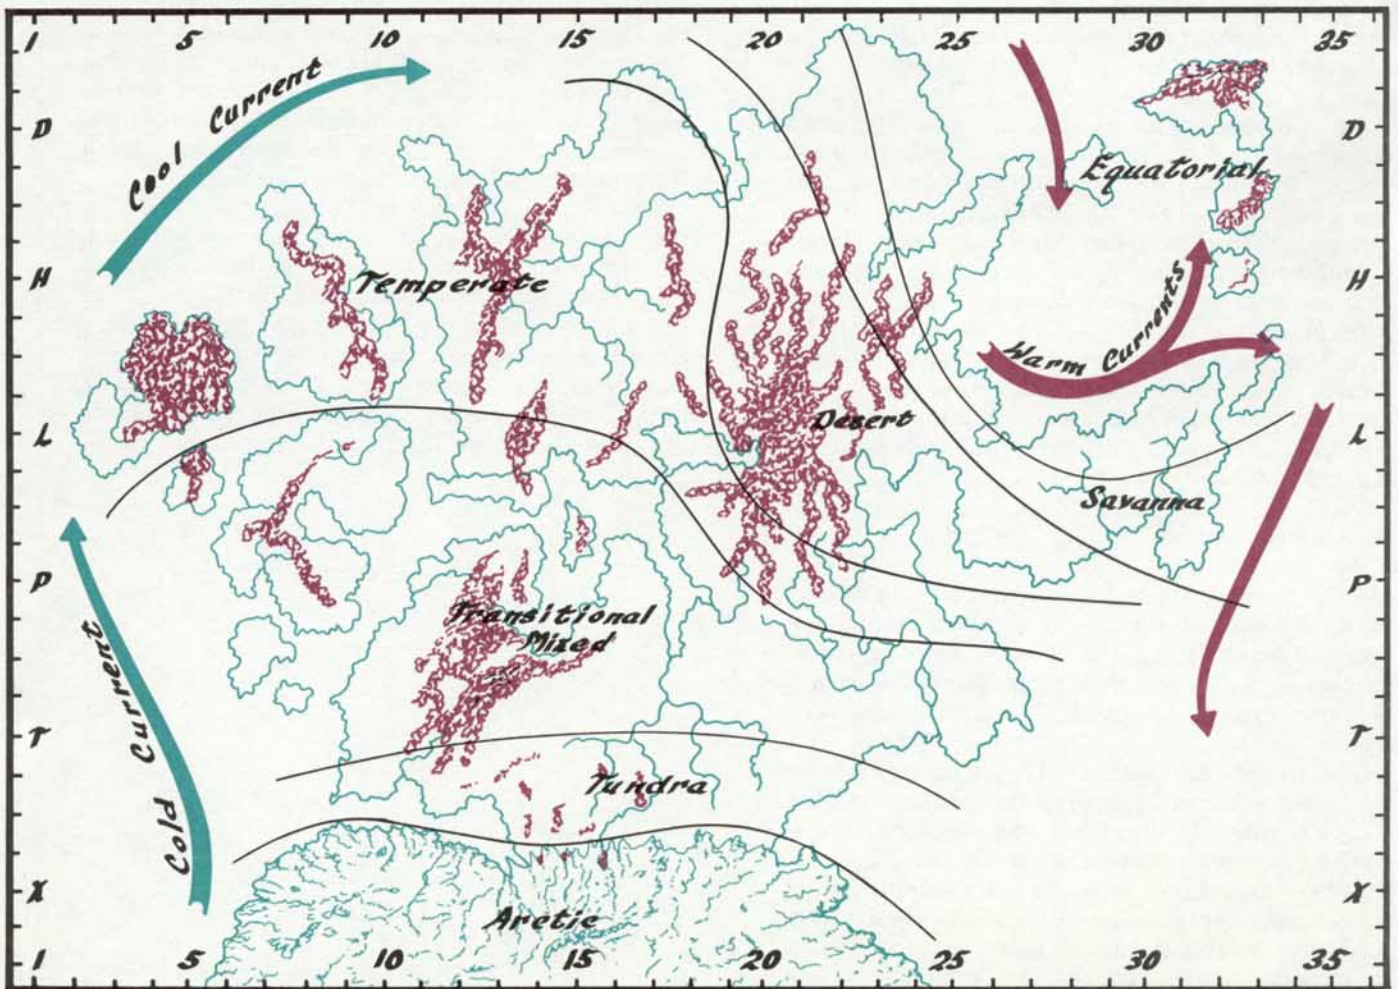 1 5 10 15 20 25 30 35
Cool Current
D D
Equatorial
H H
Temperate
Warm Currents
L L
Desert
Savanna
P P
Transitional
Mixed
Cold Current
T T
Tundra
X X
Arctic
1 5 10 15 20 25 30 35